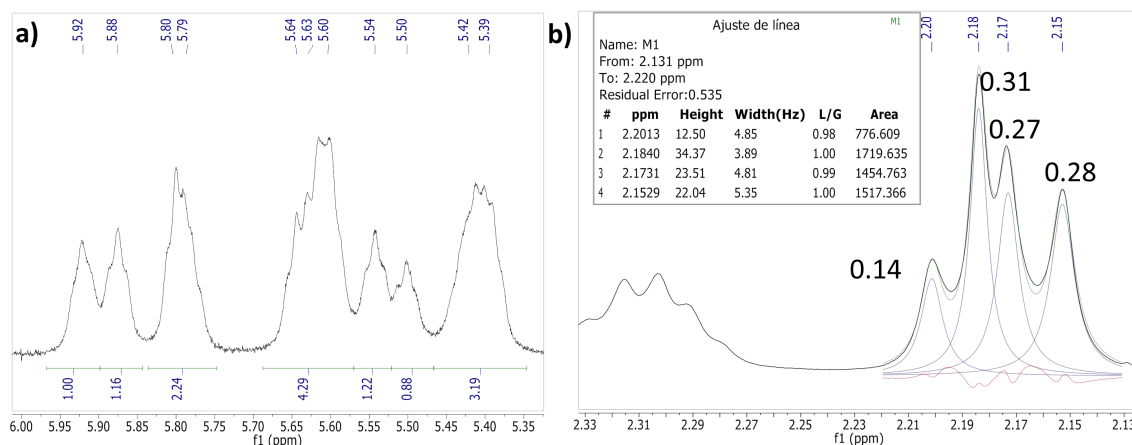 a)
5.92 5.88 5.80 5.79 5.64 5.63 5.60 5.54 5.50 5.42 5.39
1.00 1.16 2.24 4.29 1.22 0.88 3.19
6.00 5.95 5.90 5.85 5.80 5.75 5.70 5.65 5.60 5.55 5.50 5.45 5.40 5.35
f1 (ppm)
b)
2.20 2.18 2.17 2.15
Ajuste de línea M1
Name: M1
From: 2.131 ppm
To: 2.220 ppm
Residual Error:0.535
# ppm Height Width(Hz) L/G Area
1 2.2013 12.50 4.85 0.98 776.609
2 2.1840 34.37 3.89 1.00 1719.635
3 2.1731 23.51 4.81 0.99 1454.763
4 2.1529 22.04 5.35 1.00 1517.366
0.31
0.27
0.28
0.14
2.33 2.31 2.29 2.27 2.25 2.23 2.21 2.19 2.17 2.15 2.13
f1 (ppm)